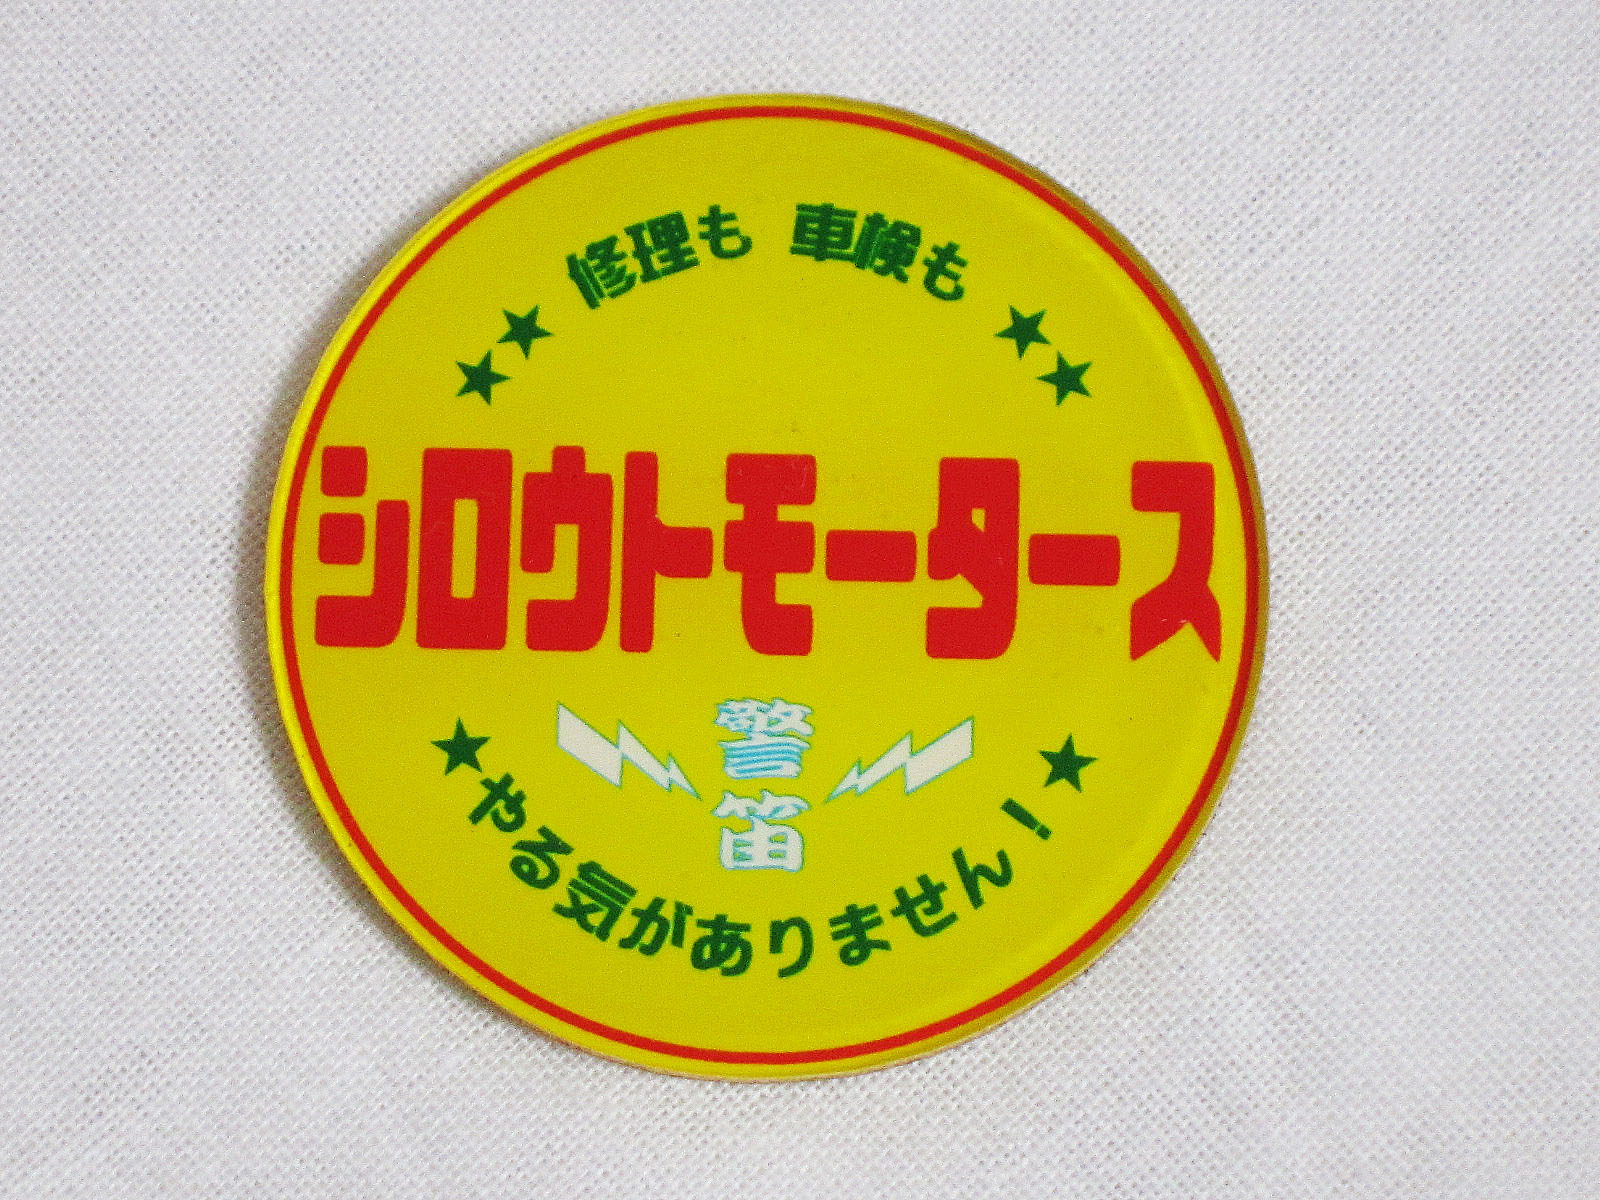 修理も 車検も
シロウトモータース
警笛
やる気がありません!